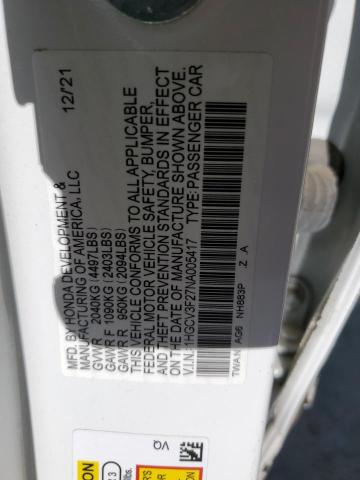 MFD. BY HONDA DEVELOPMENT & 12/'21
MANUFACTURING OF AMERICA, LLC
GVWR 2040KG (4497LBS)
GAWR F 1090KG (2403LBS)
GAWR R 950KG (2094LBS)
THIS VEHICLE CONFORMS TO ALL APPLICABLE
FEDERAL MOTOR VEHICLE SAFETY, BUMPER,
AND THEFT PREVENTION STANDARDS IN EFFECT
ON THE DATE OF MANUFACTURE SHOWN ABOVE.
V.I.N.: 1HGCV3F27NA005417 TYPE: PASSENGER CAR
TWAN AG6 NH883P Z A
VQ